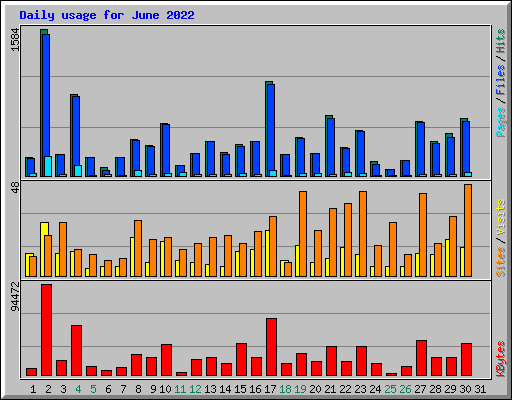 Daily usage for June 2022
1584
Pages / Files / Hits
48
Sites / Visits
94472
KBytes
1 2 3 4 5 6 7 8 9 10 11 12 13 14 15 16 17 18 19 20 21 22 23 24 25 26 27 28 29 30 31